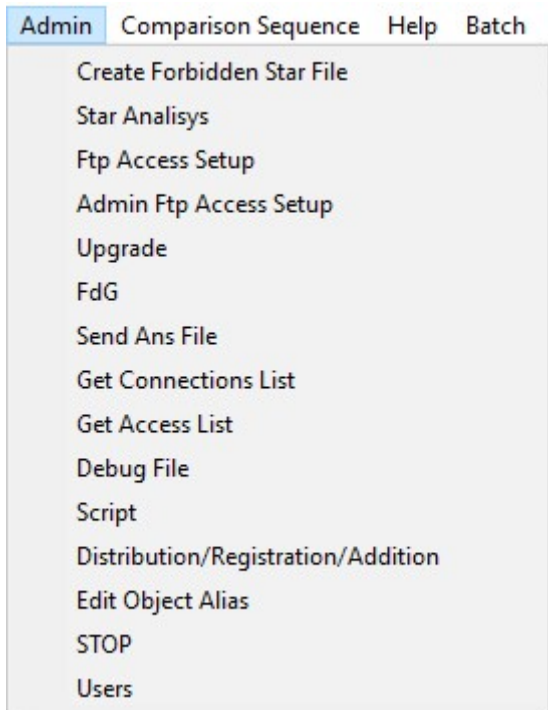 Admin Comparison Sequence Help Batch
Create Forbidden Star File
Star Analisys
Ftp Access Setup
Admin Ftp Access Setup
Upgrade
FdG
Send Ans File
Get Connections List
Get Access List
Debug File
Script
Distribution/Registration/Addition
Edit Object Alias
STOP
Users